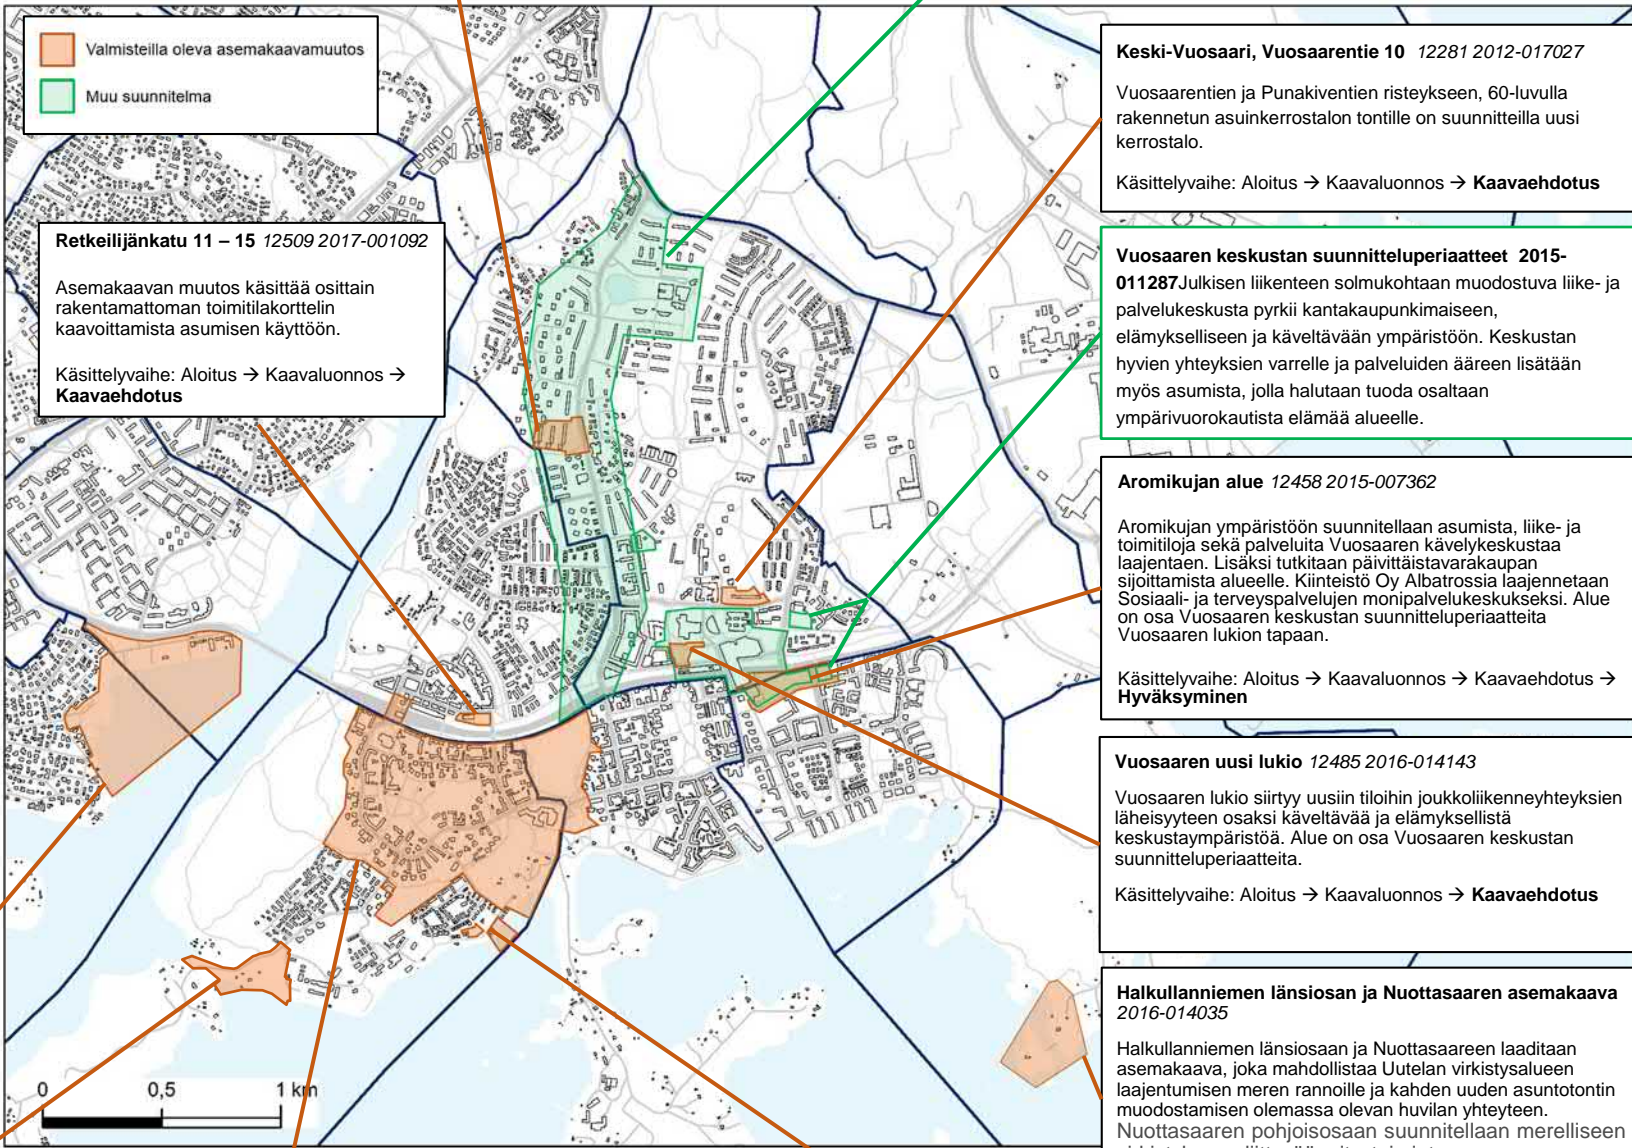 Valmisteilla oleva asemakaavamuutos
Muu suunnitelma
Retkeilijänkatu 11 – 15 12509 2017-001092
Asemakaavan muutos käsittää osittain
rakentamattoman toimitilakorttelin
kaavoittamista asumisen käyttöön.
Käsittelyvaihe: Aloitus → Kaavaluonnos →
Kaavaehdotus
Keski-Vuosaari, Vuosaarentie 10 12281 2012-017027
Vuosaarentien ja Punakiventien risteykseen, 60-luvulla
rakennetun asuinkerrostalon tontille on suunnitteilla uusi
kerrostalo.
Käsittelyvaihe: Aloitus → Kaavaluonnos → Kaavaehdotus
Vuosaaren keskustan suunnitteluperiaatteet 2015-
011287Julkisen liikenteen solmukohtaan muodostuva liike- ja
palvelukeskusta pyrkii kantakaupunkimaiseen,
elämykselliseen ja käveltävään ympäristöön. Keskustan
hyvien yhteyksien varrelle ja palveluiden ääreen lisätään
myös asumista, jolla halutaan tuoda osaltaan
ympärivuorokautista elämää alueelle.
Aromikujan alue 12458 2015-007362
Aromikujan ympäristöön suunnitellaan asumista, liike- ja
toimitiloja sekä palveluita Vuosaaren kävelykeskustaa
laajentaen. Lisäksi tutkitaan päivittäistavarakaupan
sijoittamista alueelle. Kiinteistö Oy Albatrossia laajennetaan
Sosiaali- ja terveyspalvelujen monipalvelukeskukseksi. Alue
on osa Vuosaaren keskustan suunnitteluperiaatteita
Vuosaaren lukion tapaan.
Käsittelyvaihe: Aloitus → Kaavaluonnos → Kaavaehdotus →
Hyväksyminen
Vuosaaren uusi lukio 12485 2016-014143
Vuosaaren lukio siirtyy uusiin tiloihin joukkoliikenneyhteyksien
läheisyyteen osaksi käveltävää ja elämyksellistä
keskustaympäristöä. Alue on osa Vuosaaren keskustan
suunnitteluperiaatteita.
Käsittelyvaihe: Aloitus → Kaavaluonnos → Kaavaehdotus
Halkullanniemen länsiosan ja Nuottasaaren asemakaava
2016-014035
Halkullanniemen länsiosaan ja Nuottasaareen laaditaan
asemakaava, joka mahdollistaa Uutelan virkistysalueen
laajentumisen meren rannoille ja kahden uuden asuntotontin
muodostamisen olemassa olevan huvilan yhteyteen.
Nuottasaaren pohjoisosaan suunnitellaan merelliseen
0 0,5 1 km